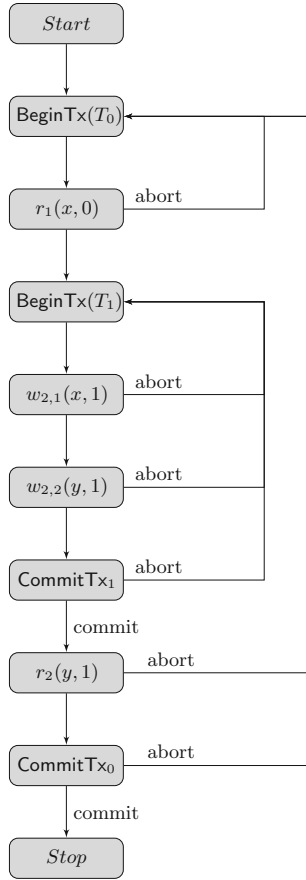 Start
BeginTx(T₀)
r₁(x, 0)
abort
BeginTx(T₁)
w₂,₁(x, 1)
abort
w₂,₂(y, 1)
abort
CommitTx₁
abort
commit
r₂(y, 1)
abort
CommitTx₀
abort
commit
Stop